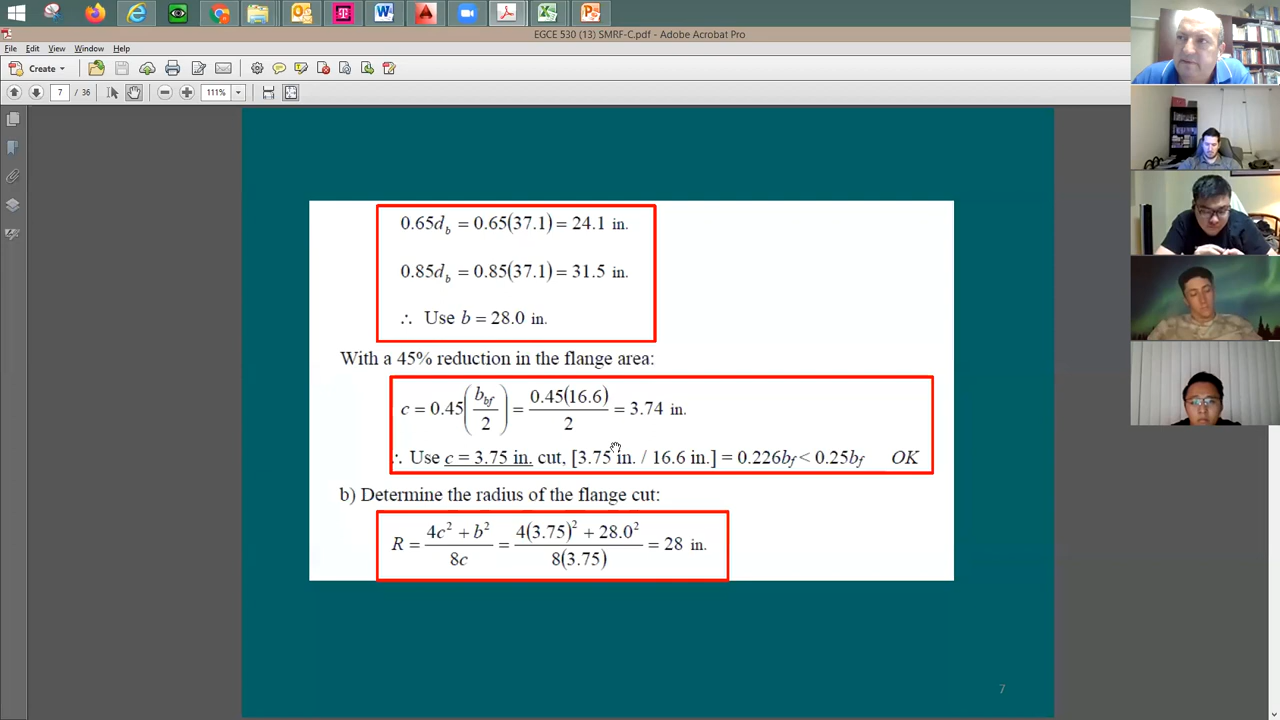 EGCE 530 (13) SMRF-C.pdf - Adobe Acrobat Pro
File Edit View Window Help
Create
7 / 36 111%
0.65d_b = 0.65(37.1) = 24.1 in.
0.85d_b = 0.85(37.1) = 31.5 in.
∴ Use b = 28.0 in.
With a 45% reduction in the flange area:
c = 0.45(b_bf / 2) = 0.45(16.6) / 2 = 3.74 in.
∴ Use c = 3.75 in. cut, [3.75 in. / 16.6 in.] = 0.226b_f < 0.25b_f OK
b) Determine the radius of the flange cut:
R = (4c² + b²) / 8c = (4(3.75)² + 28.0²) / 8(3.75) = 28 in.
7